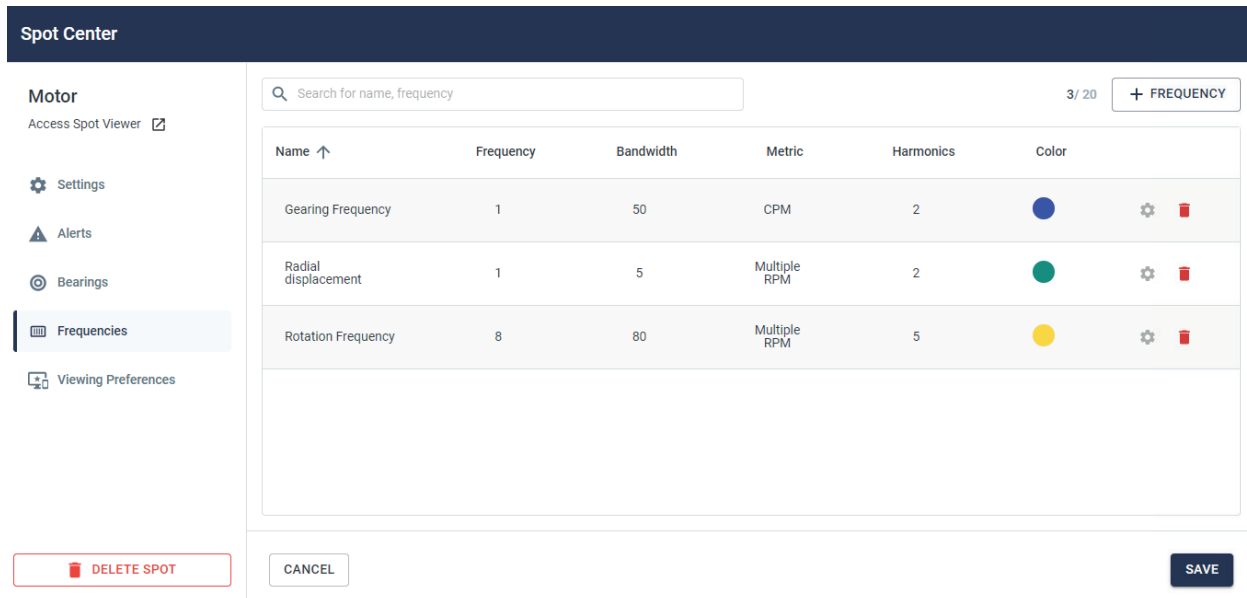 Spot Center
Motor
Access Spot Viewer
Settings
Alerts
Bearings
Frequencies
Viewing Preferences
DELETE SPOT
Search for name, frequency
3/ 20
+ FREQUENCY
Name Frequency Bandwidth Metric Harmonics Color
Gearing Frequency 1 50 CPM 2
Radial
displacement 1 5 Multiple
RPM 2
Rotation Frequency 8 80 Multiple
RPM 5
CANCEL
SAVE